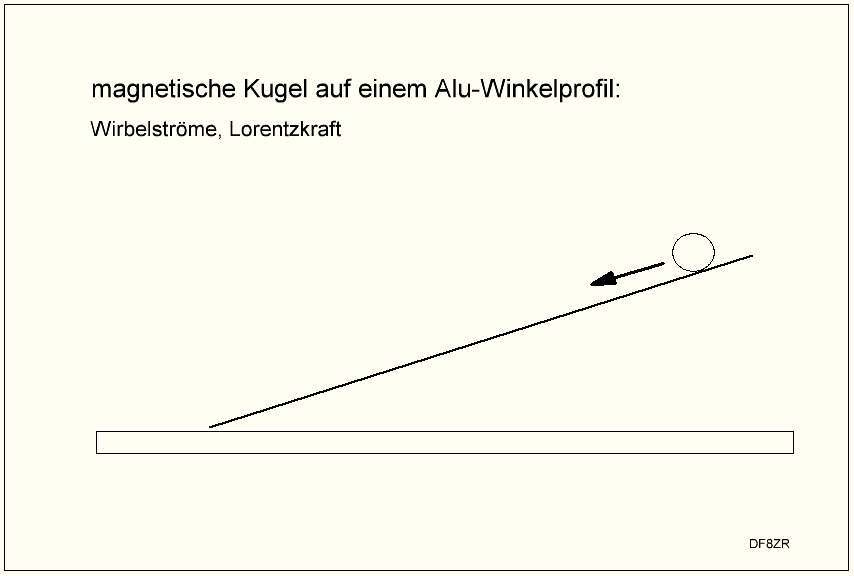 magnetische Kugel auf einem Alu-Winkelprofil:
Wirbelströme, Lorentzkraft
DF8ZR